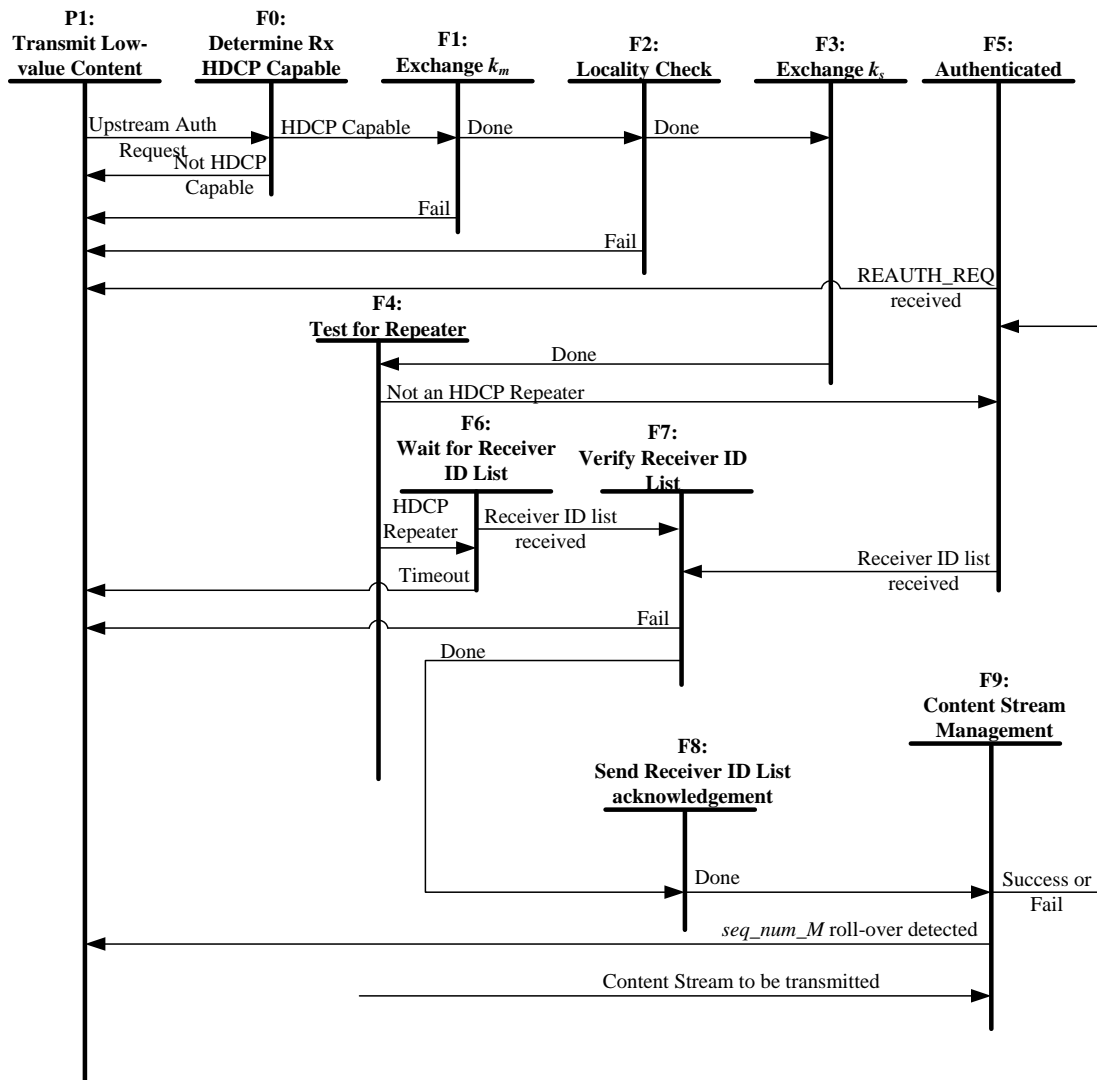 P1:
Transmit Low-
value Content
F0:
Determine Rx
HDCP Capable
F1:
Exchange km
F2:
Locality Check
F3:
Exchange ks
F5:
Authenticated
Upstream Auth
Request
HDCP Capable
Done
Done
Not HDCP
Capable
Fail
Fail
REAUTH_REQ
received
F4:
Test for Repeater
Done
Not an HDCP Repeater
F6:
Wait for Receiver
ID List
F7:
Verify Receiver ID
List
HDCP
Repeater
Receiver ID list
received
Receiver ID list
received
Timeout
Fail
Done
F9:
Content Stream
Management
F8:
Send Receiver ID List
acknowledgement
Done
Success or
Fail
seq_num_M roll-over detected
Content Stream to be transmitted